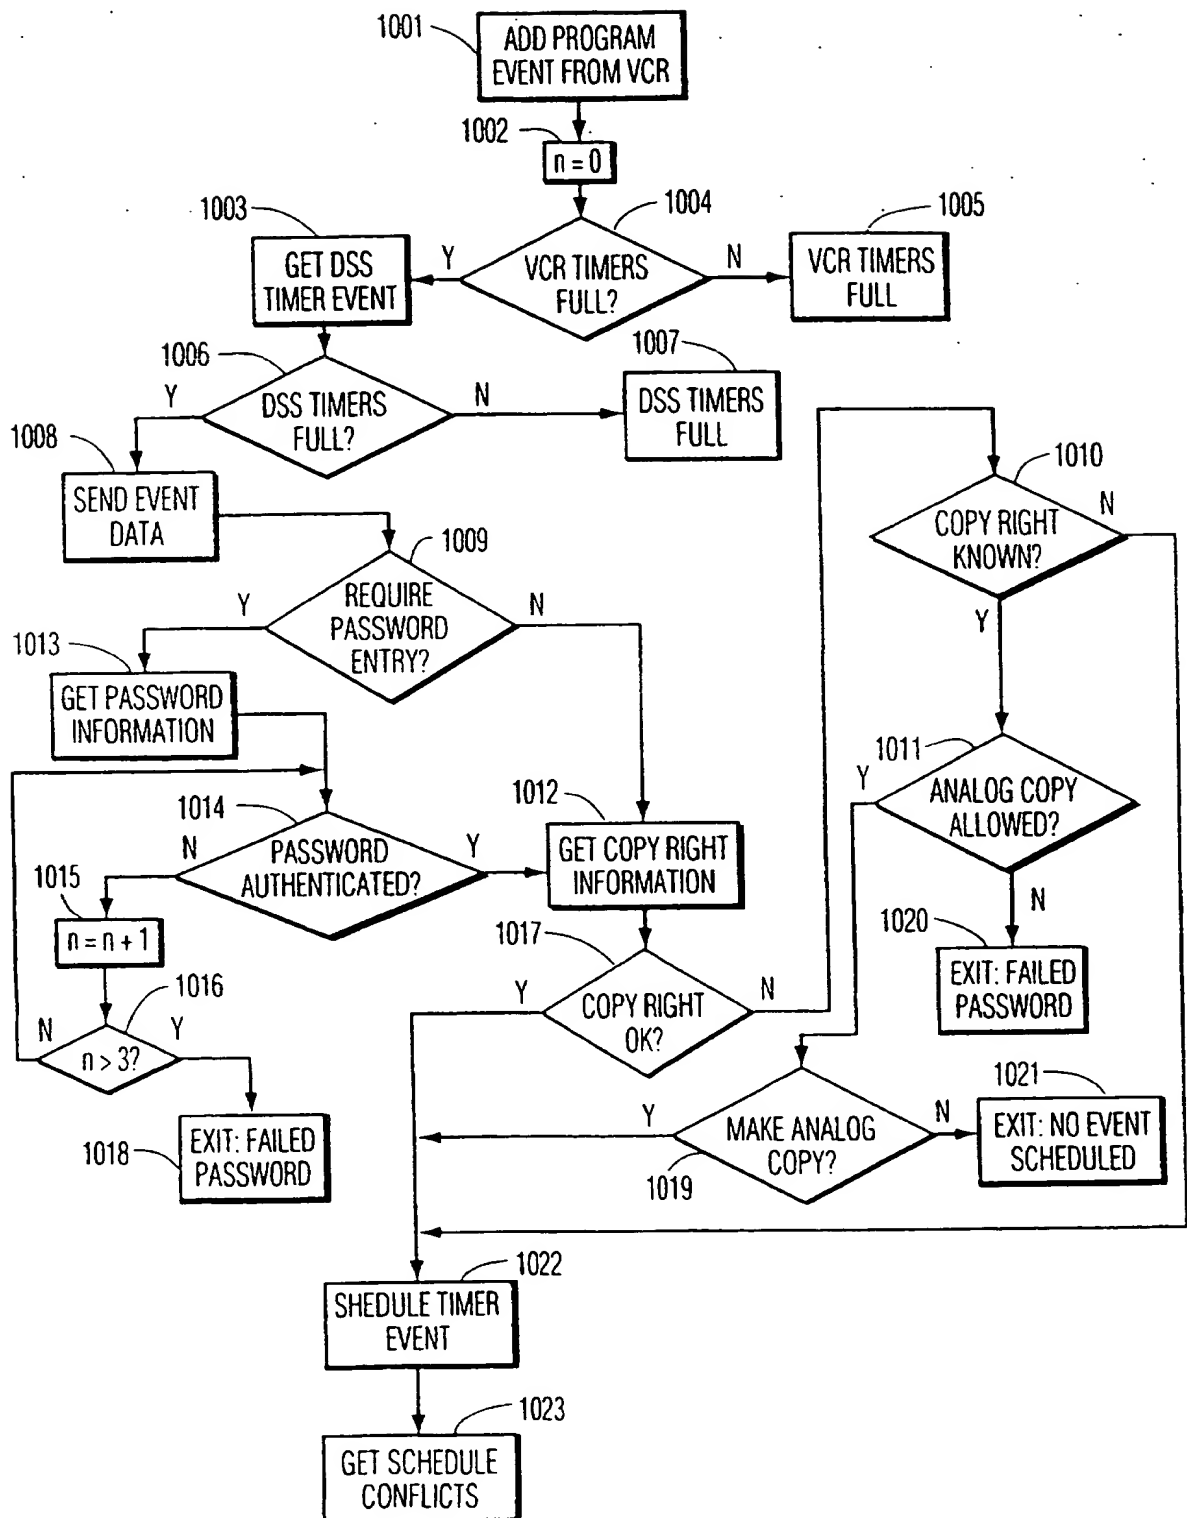 1001
ADD PROGRAM
EVENT FROM VCR
1002
n = 0
1003
1004
1005
GET DSS
TIMER EVENT
Y
VCR TIMERS
FULL?
N
VCR TIMERS
FULL
1006
1007
Y
DSS TIMERS
FULL?
N
DSS TIMERS
FULL
1008
SEND EVENT
DATA
1009
1010
COPY RIGHT
KNOWN?
N
Y
Y
REQUIRE
PASSWORD
ENTRY?
N
1013
GET PASSWORD
INFORMATION
1011
Y
ANALOG COPY
ALLOWED?
N
1014
1012
N
PASSWORD
AUTHENTICATED?
Y
GET COPY RIGHT
INFORMATION
1015
n = n + 1
1017
1020
EXIT: FAILED
PASSWORD
1016
N
n > 3?
Y
Y
COPY RIGHT
OK?
N
1018
EXIT: FAILED
PASSWORD
Y
MAKE ANALOG
COPY?
N
1019
1021
EXIT: NO EVENT
SCHEDULED
1022
SHEDULE TIMER
EVENT
1023
GET SCHEDULE
CONFLICTS